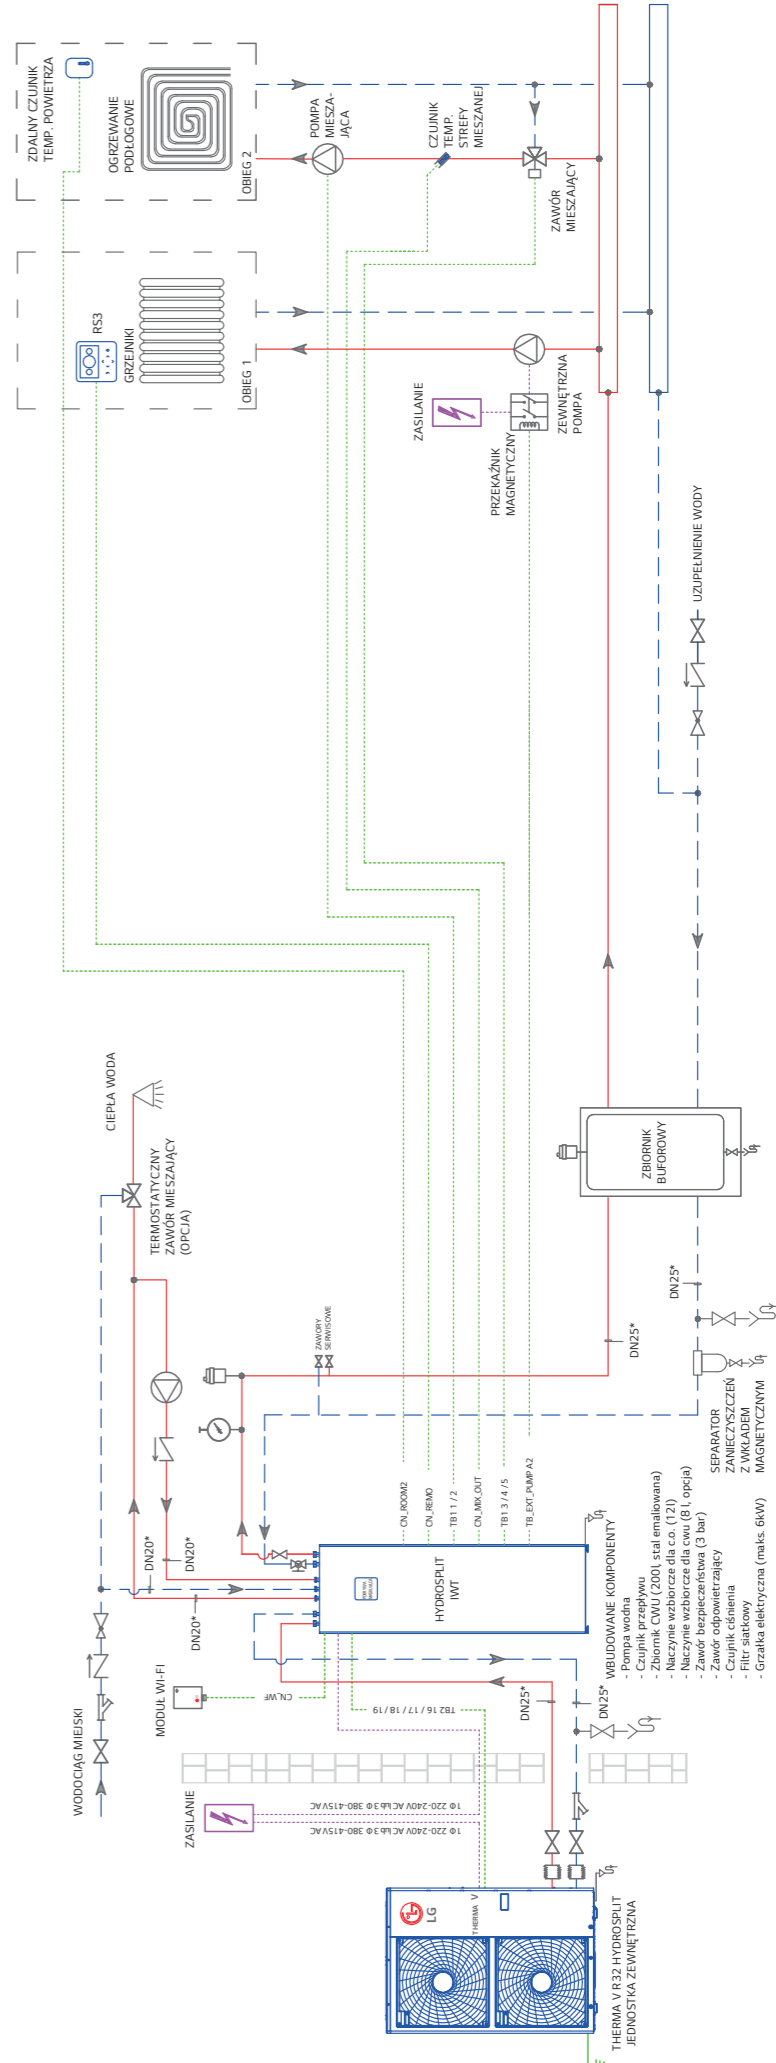 ZDALNY CZUJNIK
TEMP. POWIETRZA
OGRZEWANIE
PODŁOGOWE
OBIEG 2
POMPA
MIESZA-
JĄCA
CZUJNIK
TEMP.
STREFY
MIESZANEJ
ZAWÓR
MIESZAJĄCY
RS3
GRZEJNIKI
OBIEG 1
ZASILANIE
PRZEKAŹNIK
MAGNETYCZNY
ZEWNĘTRZNA
POMPA
UZUPEŁNIENIE WODY
CIEPŁA WODA
TERMOSTATYCZNY
ZAWÓR MIESZAJĄCY
(OPCJA)
ZBIORNIK
BUFOROWY
DN25*
DN25*
ZAWORY
SERWISOWE
SEPARATOR
ZANIECZYSZCZEŃ
Z WKŁADEM
MAGNETYCZNYM
CN_ROOM2
CN_REMO
TB1 1 / 2
CN_MIX_OUT
TB1 3 / 4 / 5
TB_EXT_PUMP A2
DN20*
DN20*
DN20*
HYDROSPLIT
IWT
WBUDOWANE KOMPONENTY
- Pompa wodna
- Czujnik przepływu
- Zbiornik CWU (200l, stal emaliowana)
- Naczynie wzbiorcze dla c.o. (12l)
- Naczynie wzbiorcze dla cwu (8 l, opcja)
- Zawór bezpieczeństwa (3 bar)
- Zawór odpowietrzający
- Czujnik ciśnienia
- Filtr siatkowy
- Grzałka elektryczna (maks. 6kW)
WODOCIĄG MIEJSKI
MODUŁ WI-FI
CN_WF
TB2 16 / 17 / 18 / 19
DN25*
DN25*
ZASILANIE
1Φ 220-240V AC lub 3 Φ 380-415VAC
1Φ 220-240V AC lub 3 Φ 380-415VAC
LG
THERMA V
THERMA V R32 HYDROSPLIT
JEDNOSTKA ZEWNĘTRZNA